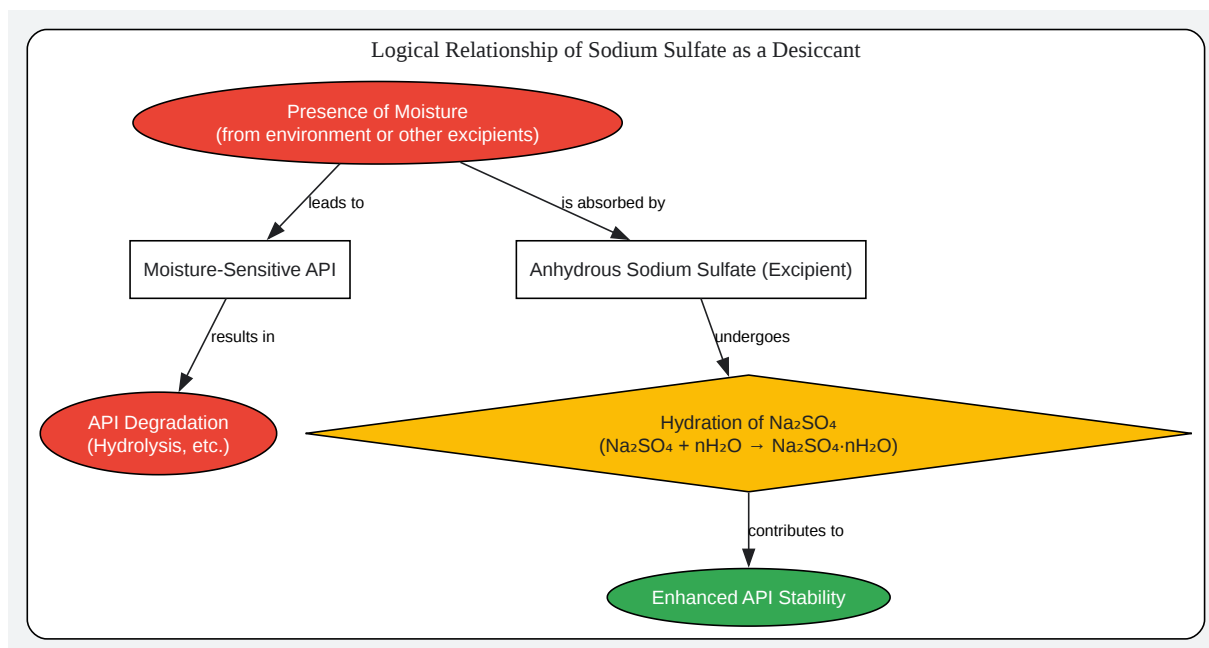 Logical Relationship of Sodium Sulfate as a Desiccant
Presence of Moisture
(from environment or other excipients)
leads to
is absorbed by
Moisture-Sensitive API
Anhydrous Sodium Sulfate (Excipient)
results in
undergoes
API Degradation
(Hydrolysis, etc.)
Hydration of Na₂SO₄
(Na₂SO₄ + nH₂O → Na₂SO₄·nH₂O)
contributes to
Enhanced API Stability